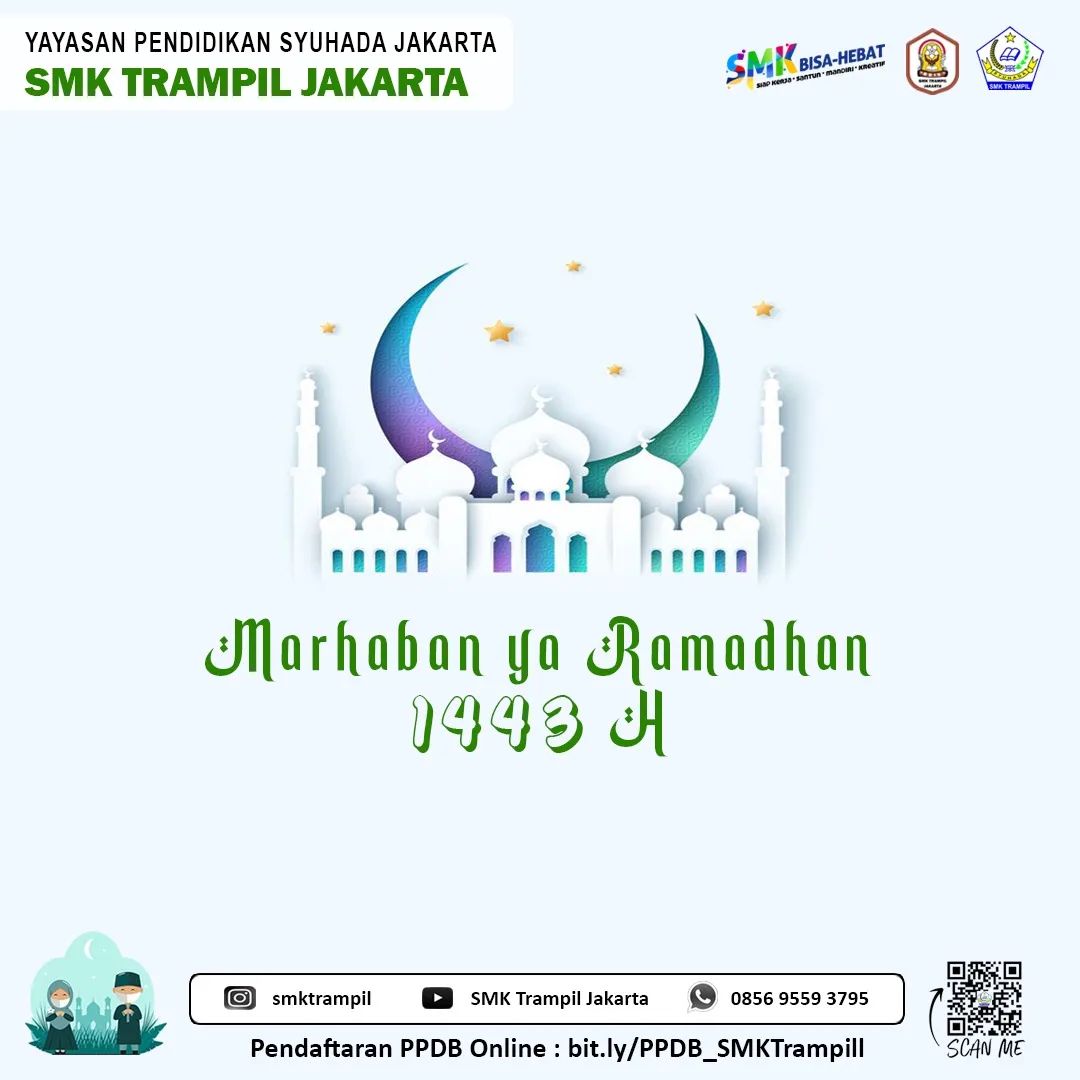 YAYASAN PENDIDIKAN SYUHADA JAKARTA
SMK TRAMPIL JAKARTA
SMK BISA-HEBAT
SIAP KERJA • SANTUN • MANDIRI • KREATIF
SMK TRAMPIL
JAKARTA
SYUHADA
SMK TRAMPIL
Marhaban ya Ramadhan
1443 H
smktrampil
SMK Trampil Jakarta
0856 9559 3795
Pendaftaran PPDB Online : bit.ly/PPDB_SMKTrampill
SCAN ME